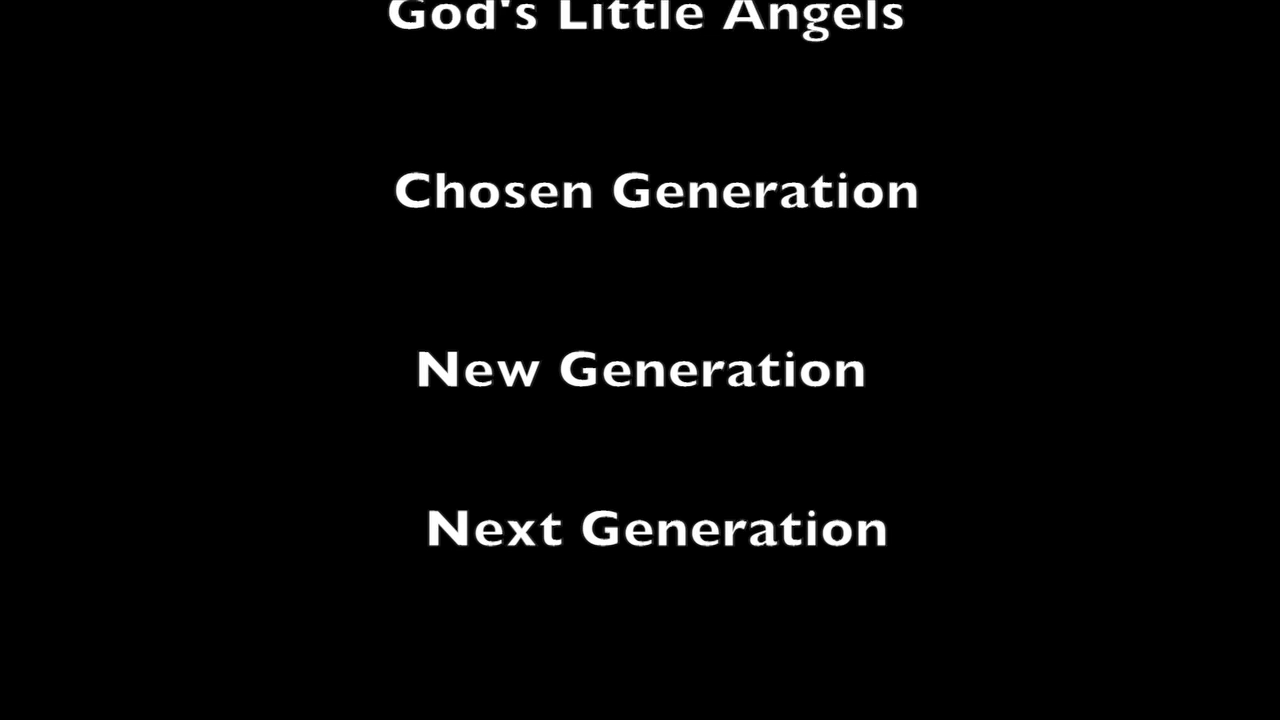 God's Little Angels
Chosen Generation
New Generation
Next Generation